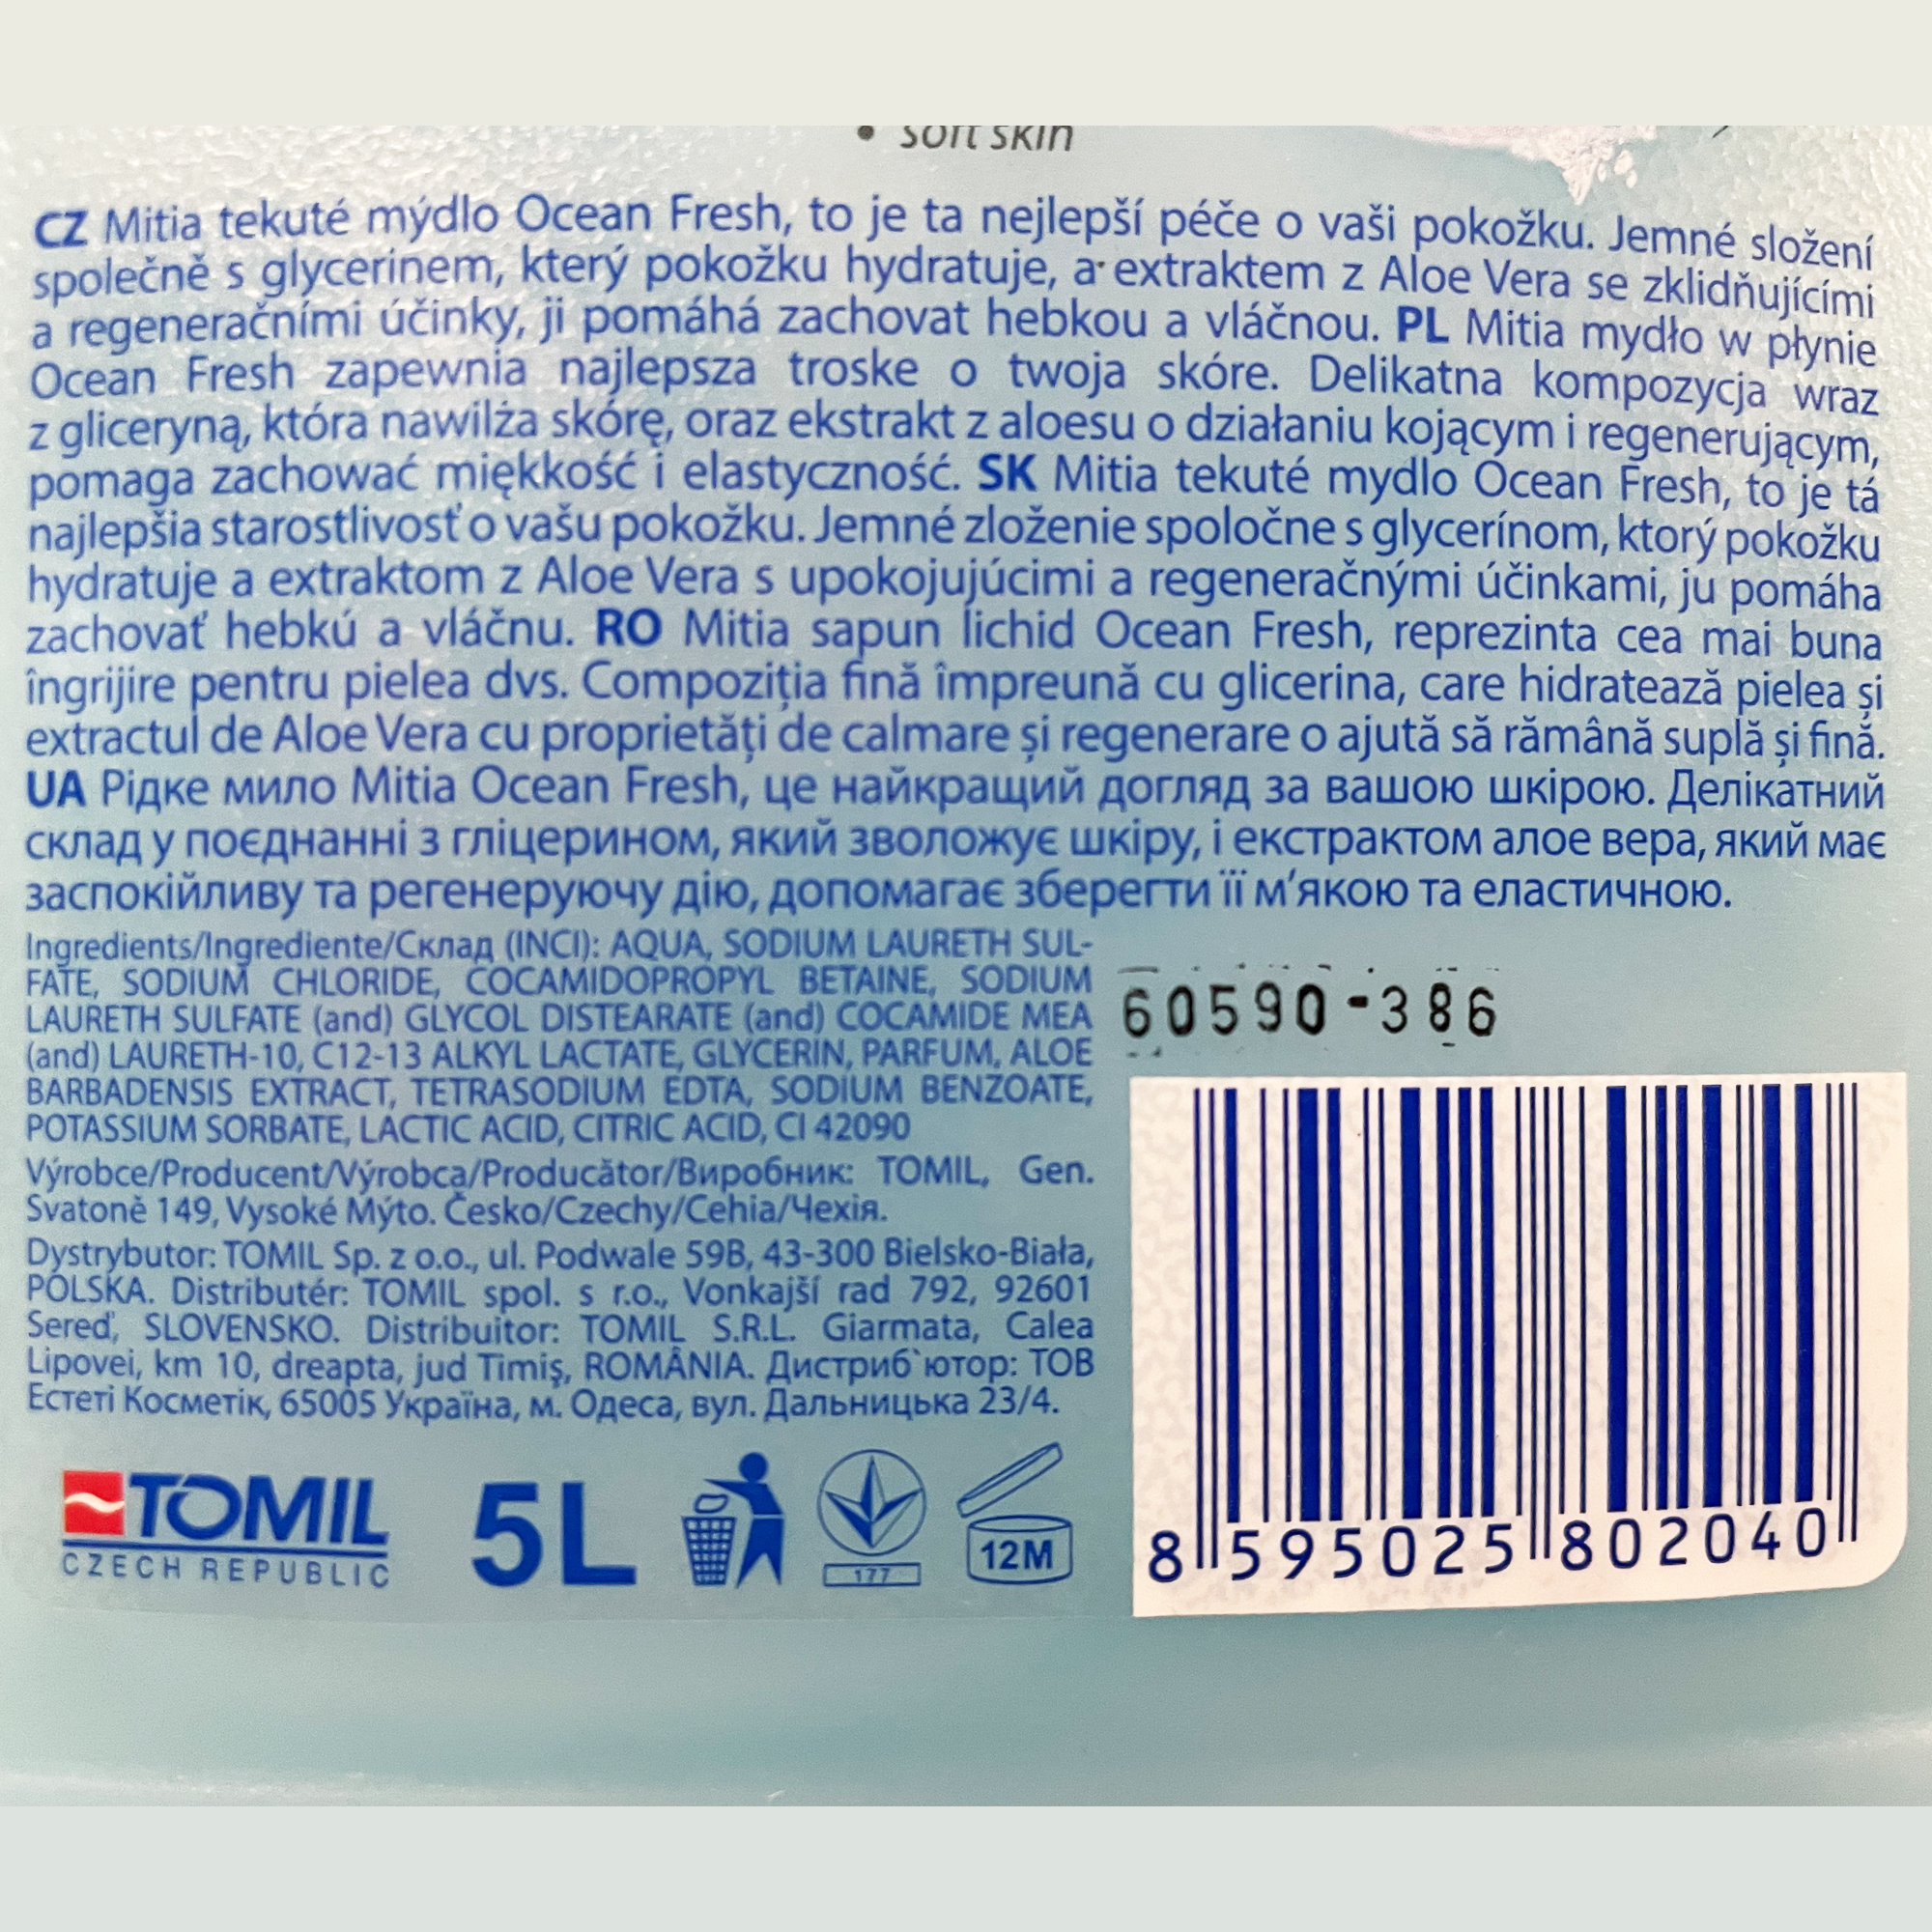 • Soft skin
CZ Mitia tekuté mýdlo Ocean Fresh, to je ta nejlepší péče o vaši pokožku. Jemné složení
společně s glycerinem, který pokožku hydratuje, a extraktem z Aloe Vera se zklidňujícími
a regeneračními účinky, ji pomáhá zachovat hebkou a vláčnou. PL Mitia mydło w płynie
Ocean Fresh zapewnia najlepsza troske o twoja skóre. Delikatna kompozycja wraz
z gliceryną, która nawilża skórę, oraz ekstrakt z aloesu o działaniu kojącym i regenerującym,
pomaga zachować miękkość i elastyczność. SK Mitia tekuté mydlo Ocean Fresh, to je tá
najlepšia starostlivosť o vašu pokožku. Jemné zloženie spoločne s glycerínom, ktorý pokožku
hydratuje a extraktom z Aloe Vera s upokojujúcimi a regeneračnými účinkami, ju pomáha
zachovať hebkú a vláčnu. RO Mitia sapun lichid Ocean Fresh, reprezinta cea mai buna
îngrijire pentru pielea dvs. Compoziția fină împreună cu glicerina, care hidratează pielea și
extractul de Aloe Vera cu proprietăți de calmare și regenerare o ajută să rămână suplă și fină.
UA Рідке мило Mitia Ocean Fresh, це найкращий догляд за вашою шкірою. Делікатний
склад у поєднанні з гліцерином, який зволожує шкіру, і екстрактом алое вера, який має
заспокійливу та регенеруючу дію, допомагає зберегти її м'якою та еластичною.
Ingredients/Ingrediente/Склад (INCI): AQUA, SODIUM LAURETH SUL-
FATE, SODIUM CHLORIDE, COCAMIDOPROPYL BETAINE, SODIUM
LAURETH SULFATE (and) GLYCOL DISTEARATE (and) COCAMIDE MEA
(and) LAURETH-10, C12-13 ALKYL LACTATE, GLYCERIN, PARFUM, ALOE
BARBADENSIS EXTRACT, TETRASODIUM EDTA, SODIUM BENZOATE,
POTASSIUM SORBATE, LACTIC ACID, CITRIC ACID, CI 42090
Výrobce/Producent/Výrobca/Producător/Виробник: TOMIL, Gen.
Svatoně 149, Vysoké Mýto. Česko/Czechy/Cehia/Чехія.
Dystrybutor: TOMIL Sp. z o.o., ul. Podwale 59B, 43-300 Bielsko-Biała,
POLSKA. Distributér: TOMIL spol. s r.o., Vonkajší rad 792, 92601
Sereď, SLOVENSKO. Distribuitor: TOMIL S.R.L. Giarmata, Calea
Lipovei, km 10, dreapta, jud Timiș, ROMÂNIA. Дистриб`ютор: ТОВ
Естеті Косметік, 65005 Україна, м. Одеса, вул. Дальницька 23/4.
60590-386
TOMIL
CZECH REPUBLIC
5L
177
12M
8 595025 802040